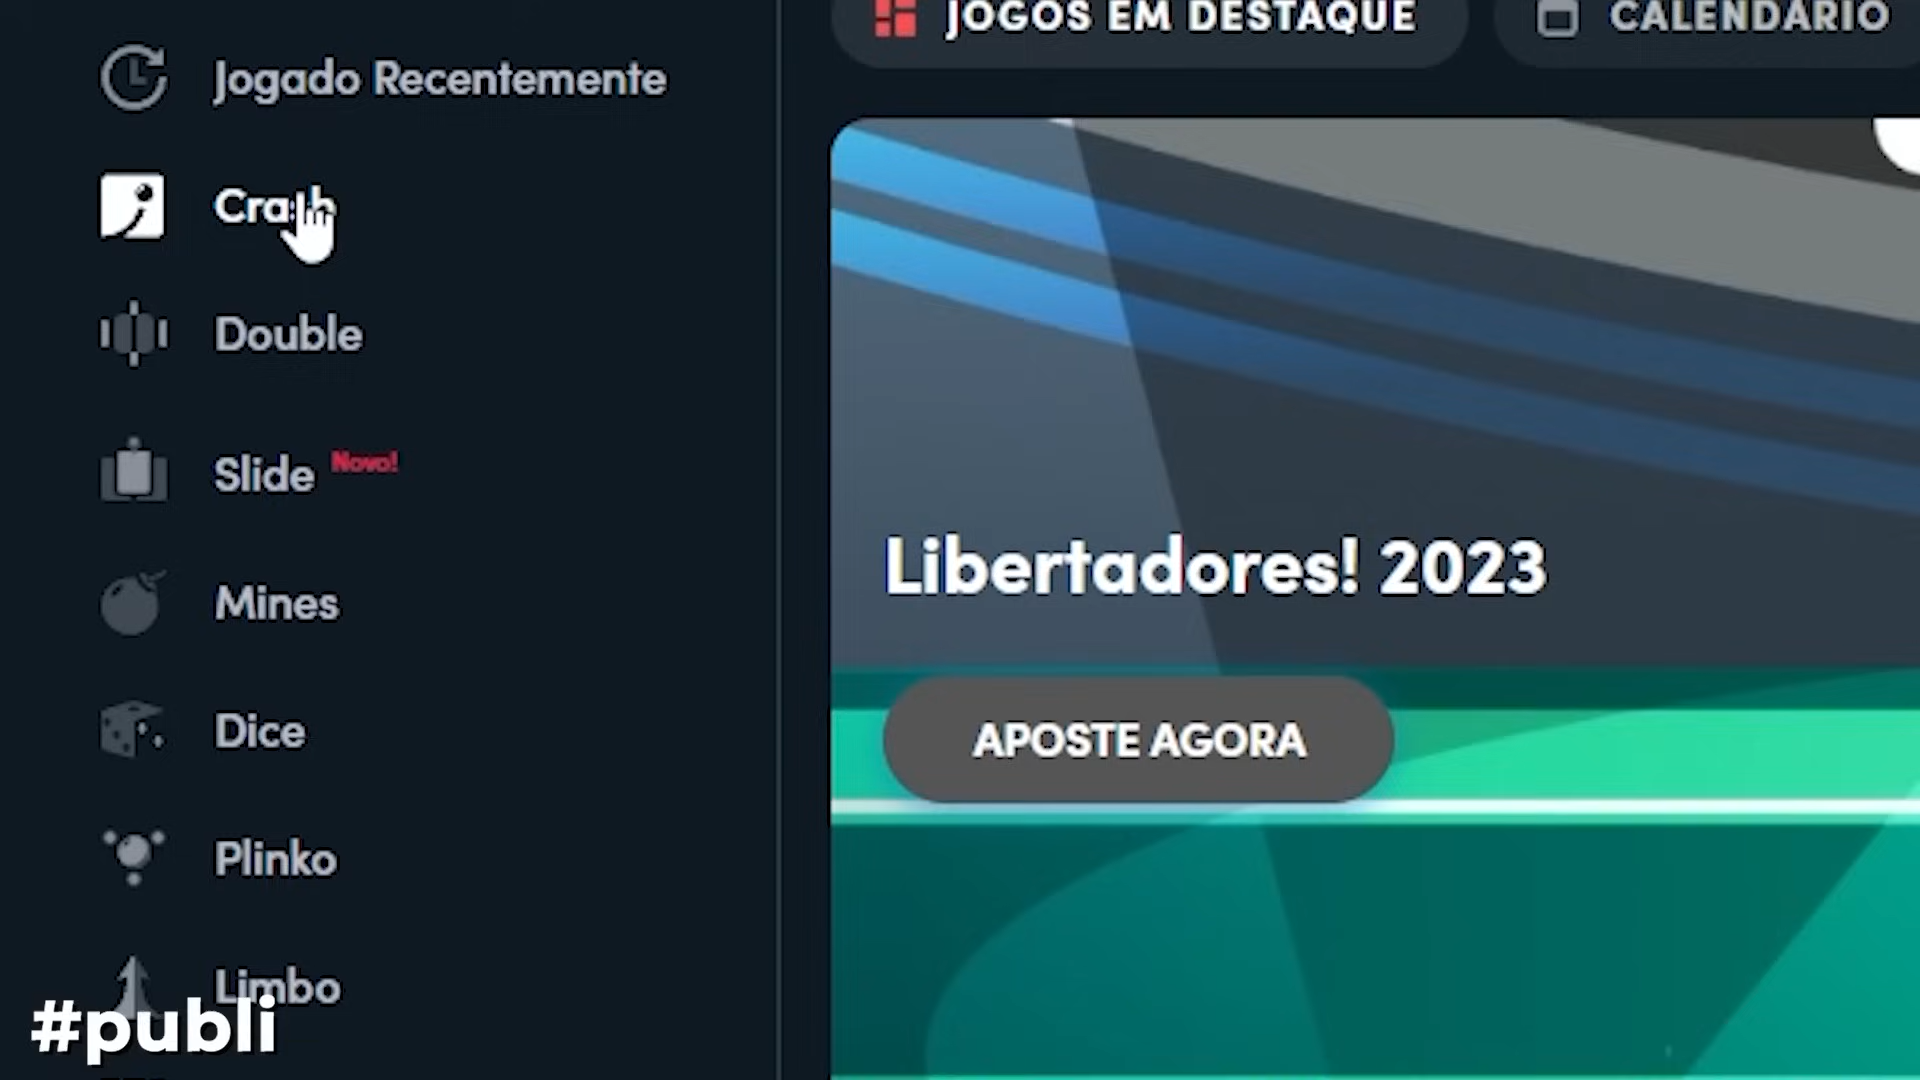 JOGOS EM DESTAQUE
CALENDÁRIO
Jogado Recentemente
Crash
Double
Slide Novo!
Mines
Dice
Plinko
Limbo
Libertadores! 2023
APOSTE AGORA
#publi